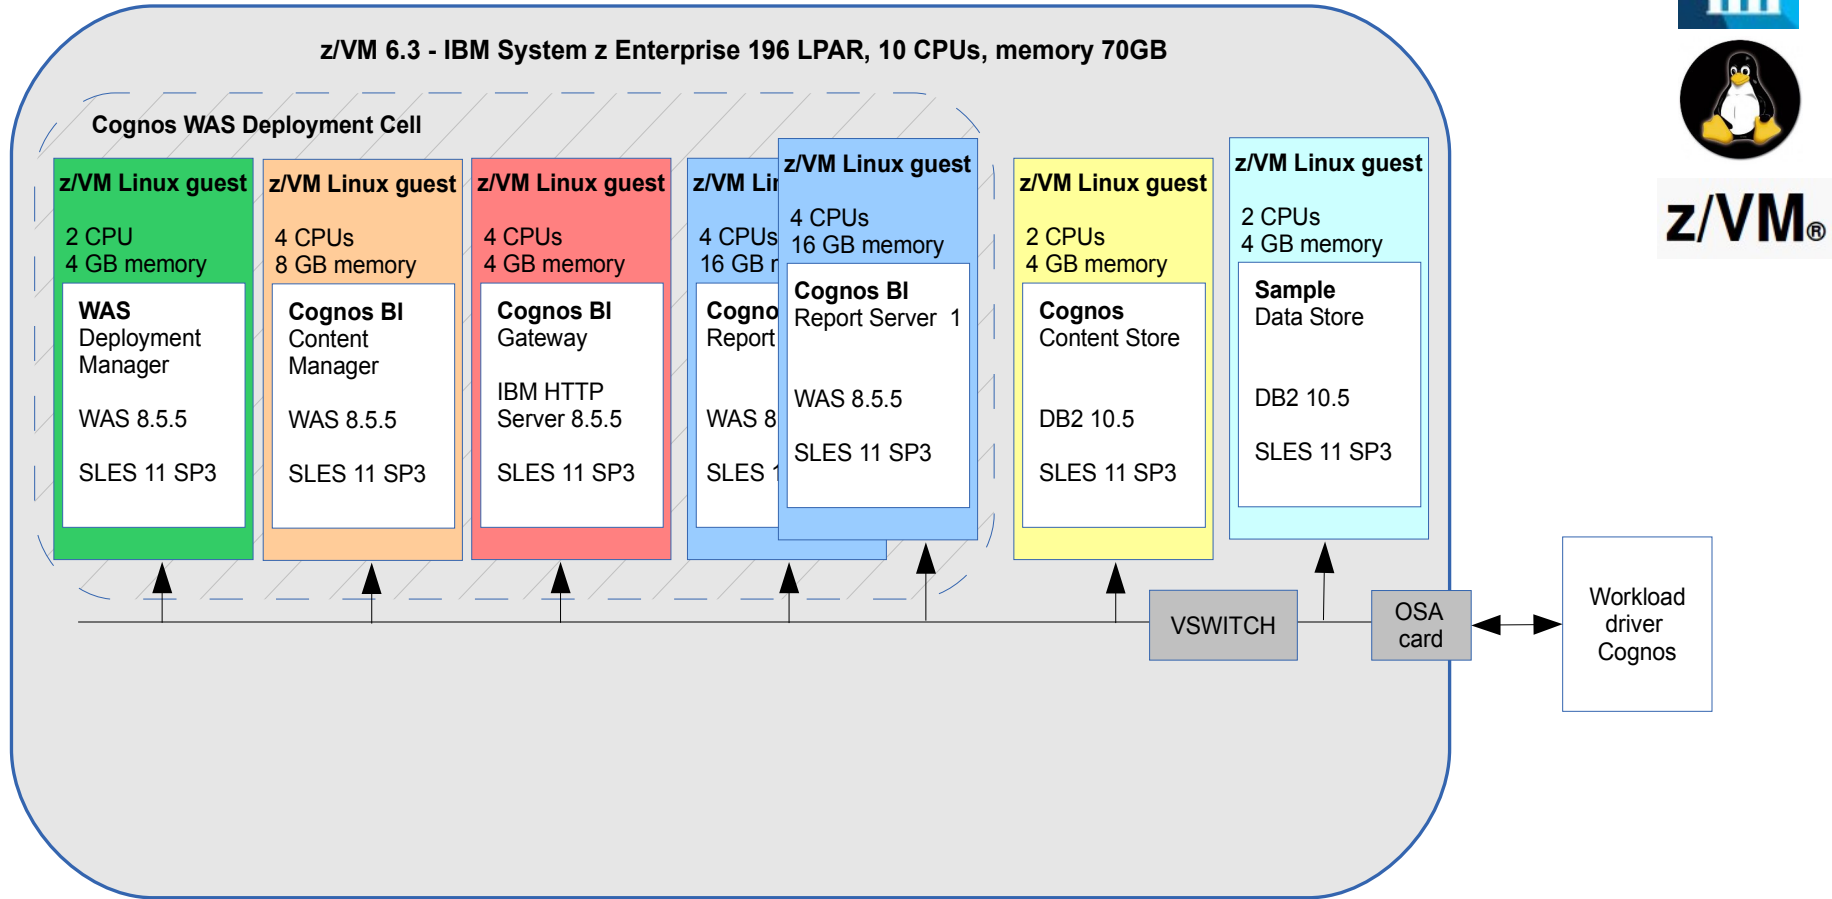 z/VM 6.3 - IBM System z Enterprise 196 LPAR, 10 CPUs, memory 70GB
Cognos WAS Deployment Cell
z/VM Linux guest
2 CPU
4 GB memory
WAS
Deployment
Manager
WAS 8.5.5
SLES 11 SP3
z/VM Linux guest
4 CPUs
8 GB memory
Cognos BI
Content
Manager
WAS 8.5.5
SLES 11 SP3
z/VM Linux guest
4 CPUs
4 GB memory
Cognos BI
Gateway
IBM HTTP
Server 8.5.5
SLES 11 SP3
z/VM
4 CPUs
16 GB
Report
WAS 8
SLES
z/VM Linux guest
4 CPUs
16 GB memory
Cognos BI
Report Server 1
WAS 8.5.5
SLES 11 SP3
z/VM Linux guest
2 CPUs
4 GB memory
Cognos
Content Store
DB2 10.5
SLES 11 SP3
z/VM Linux guest
2 CPUs
4 GB memory
Sample
Data Store
DB2 10.5
SLES 11 SP3
VSWITCH
OSA
card
Workload
driver
Cognos
z/VM®